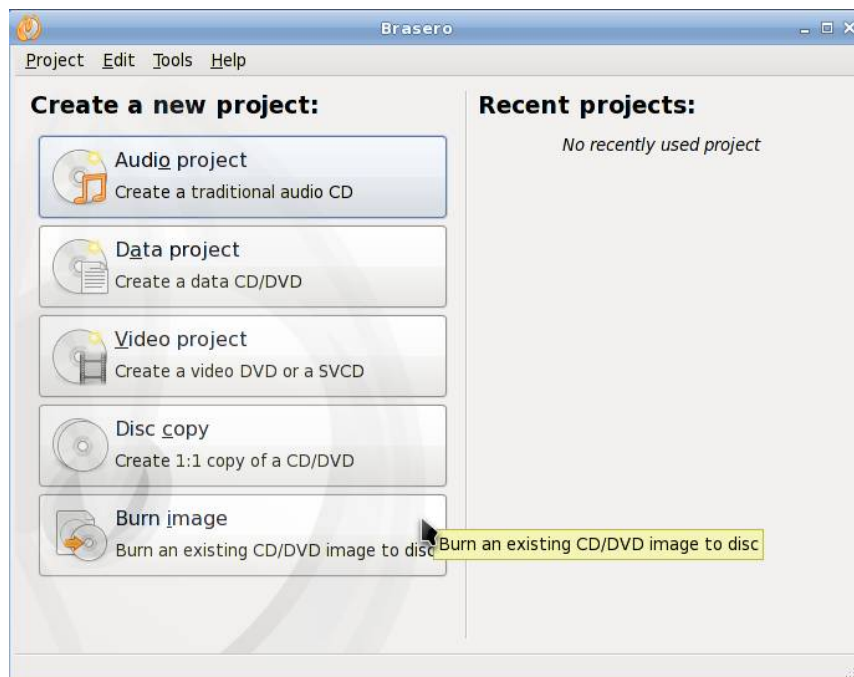 Brasero
Project Edit Tools Help
Create a new project:
Audio project
Create a traditional audio CD
Data project
Create a data CD/DVD
Video project
Create a video DVD or a SVCD
Disc copy
Create 1:1 copy of a CD/DVD
Burn image
Burn an existing CD/DVD image to disc
Burn an existing CD/DVD image to disc
Recent projects:
No recently used project